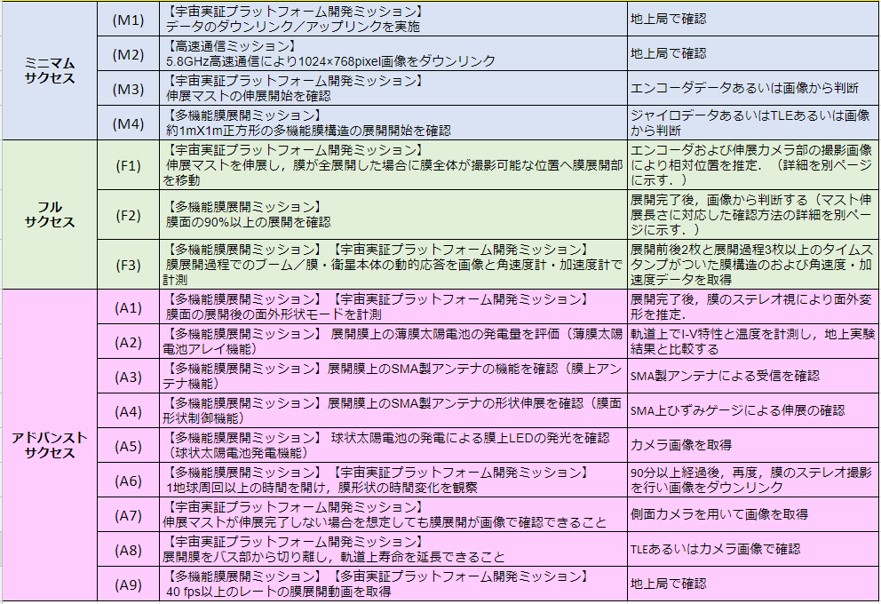 ミニマム
サクセス
(M1)
【宇宙実証プラットフォーム開発ミッション】
データのダウンリンク／アップリンクを実施
地上局で確認
(M2)
【高速通信ミッション】
5.8GHz高速通信により1024×768pixel画像をダウンリンク
地上局で確認
(M3)
【宇宙実証プラットフォーム開発ミッション】
伸展マストの伸展開始を確認
エンコーダデータあるいは画像から判断
(M4)
【多機能膜展開ミッション】
約1mX1m正方形の多機能膜構造の展開開始を確認
ジャイロデータあるいはTLEあるいは画像
から判断
フル
サクセス
(F1)
【宇宙実証プラットフォーム開発ミッション】
伸展マストを伸展し，膜が全展開した場合に膜全体が撮影可能な位置へ膜展開部
を移動
エンコーダおよび伸展カメラ部の撮影画像
により相対位置を推定．（詳細を別ページ
に示す．）
(F2)
【多機能膜展開ミッション】
膜面の90%以上の展開を確認
展開完了後，画像から判断する（マスト伸
展長さに対応した確認方法の詳細を別ペー
ジに示す．）
(F3)
【多機能膜展開ミッション】【宇宙実証プラットフォーム開発ミッション】
膜展開過程でのブーム／膜・衛星本体の動的応答を画像と角速度計・加速度計で
計測
展開前後2枚と展開過程3枚以上のタイムス
タンプがついた膜構造のおよび角速度・加
速度データを取得
アドバンスト
サクセス
(A1)
【多機能膜展開ミッション】【宇宙実証プラットフォーム開発ミッション】
膜面の展開後の面外形状モードを計測
展開完了後，膜のステレオ視により面外変
形を推定．
(A2)
【多機能膜展開ミッション】 展開膜上の薄膜太陽電池の発電量を評価（薄膜太陽
電池アレイ機能）
軌道上でI-V特性と温度を計測し，地上実験
結果と比較する
(A3)
【多機能膜展開ミッション】展開膜上のSMA製アンテナの機能を確認（膜上アン
テナ機能）
SMA製アンテナによる受信を確認
(A4)
【多機能膜展開ミッション】展開膜上のSMA製アンテナの形状伸展を確認（膜面
形状制御機能）
SMA上ひずみゲージによる伸展の確認
(A5)
【多機能膜展開ミッション】 球状太陽電池の発電による膜上LEDの発光を確認
（球状太陽電池発電機能）
カメラ画像を取得
(A6)
【多機能膜展開ミッション】【宇宙実証プラットフォーム開発ミッション】
1地球周回以上の時間を開け，膜形状の時間変化を観察
90分以上経過後，再度，膜のステレオ撮影
を行い画像をダウンリンク
(A7)
【宇宙実証プラットフォーム開発ミッション】
伸展マストが伸展完了しない場合を想定しても膜展開が画像で確認できること
側面カメラを用いて画像を取得
(A8)
【宇宙実証プラットフォーム開発ミッション】
展開膜をバス部から切り離し，軌道上寿命を延長できること
TLEあるいはカメラ画像で確認
(A9)
【多機能膜展開ミッション】【多宙実証プラットフォーム開発ミッション】
40 fps以上のレートの膜展開動画を取得
地上局で確認